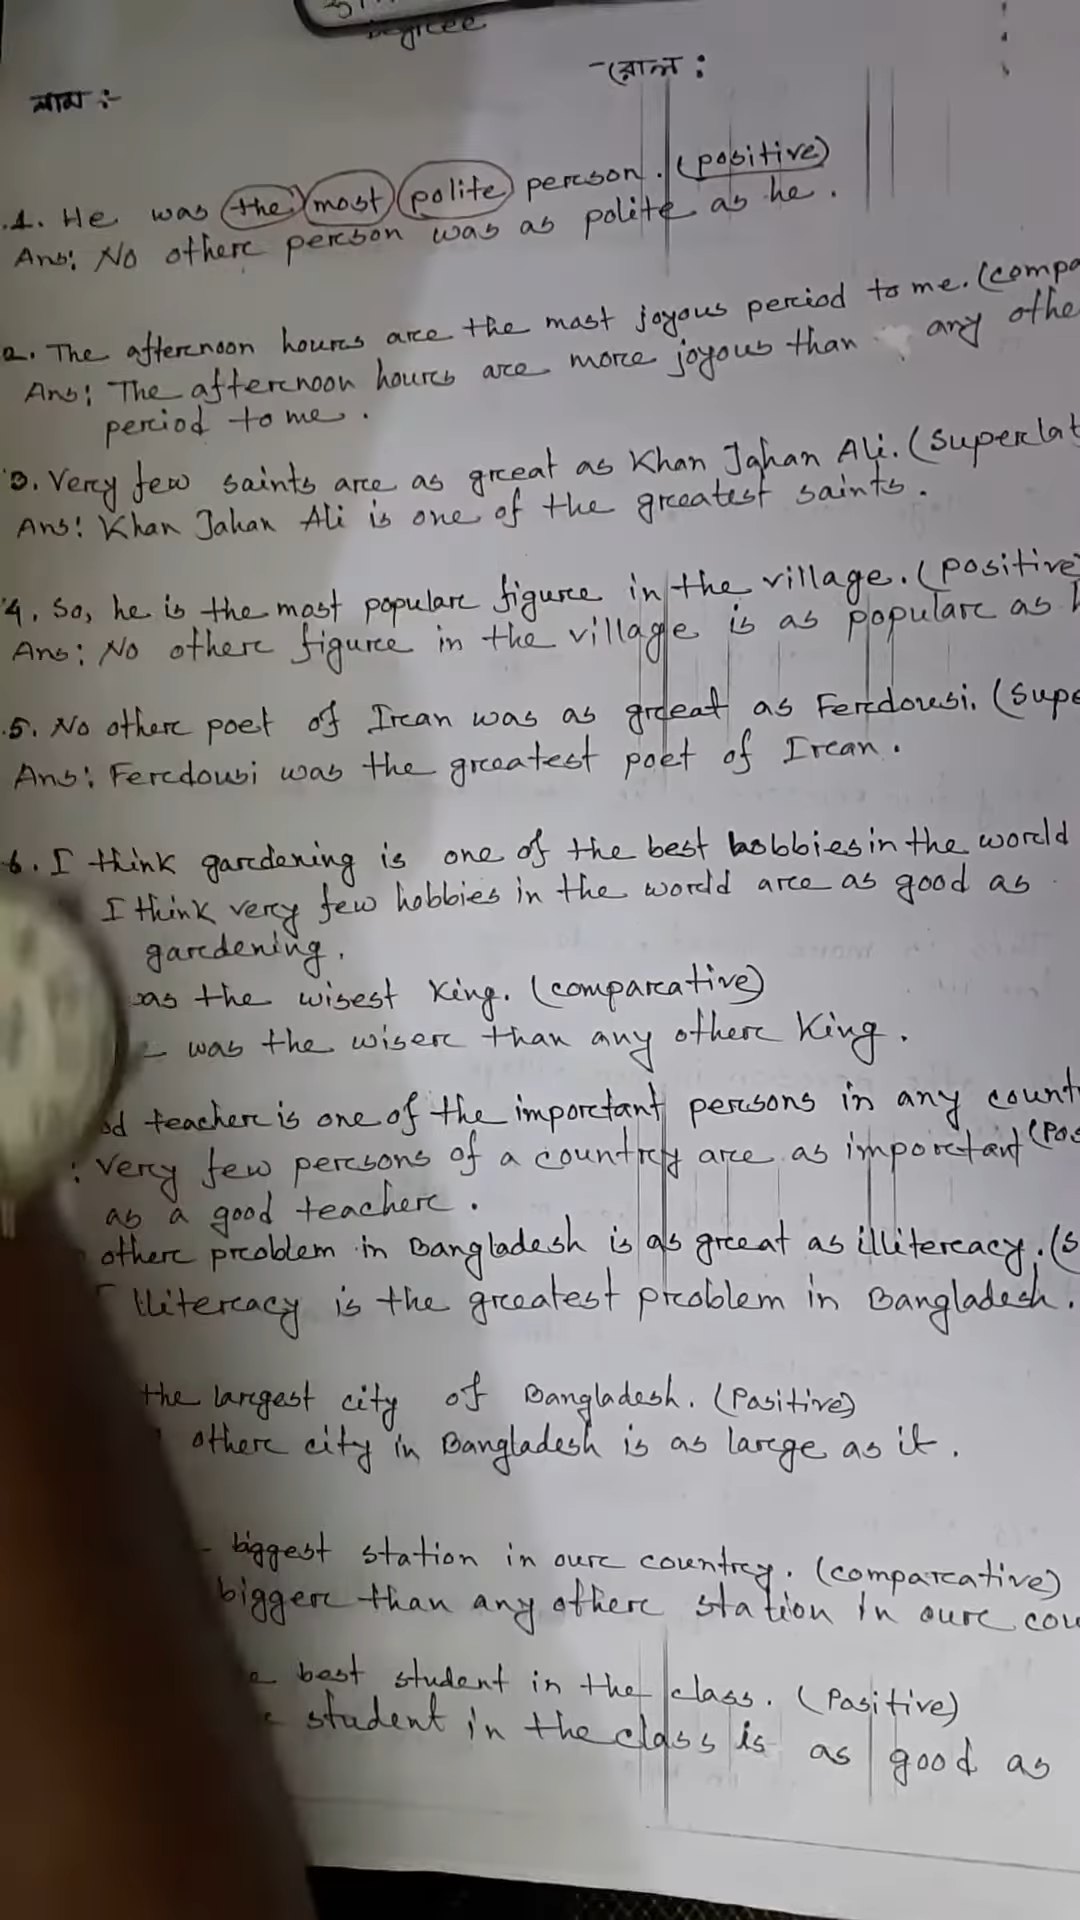 Degree
নাম :-
রোল :
1. He was the most polite person. (positive)
Ans: No other person was as polite as he.
2. The afternoon hours are the most joyous period to me. (compa
Ans: The afternoon hours are more joyous than any othe
period to me.
3. Very few saints are as great as Khan Jahan Ali. (superlat
Ans: Khan Jahan Ali is one of the greatest saints.
4. So, he is the most popular figure in the village. (positive
Ans: No other figure in the village is as popular as h
5. No other poet of Iran was as great as Ferdousi. (supe
Ans: Ferdousi was the greatest poet of Iran.
6. I think gardening is one of the best hobbies in the world
I think very few hobbies in the world are as good as
gardening.
as the wisest King. (comparative)
was the wiser than any other King.
od teacher is one of the important persons in any count
: Very few persons of a country are as important (Pos
as a good teacher.
other problem in Bangladesh is as great as illiteracy. (s
Illiteracy is the greatest problem in Bangladesh.
the largest city of Bangladesh. (Positive)
other city in Bangladesh is as large as it.
biggest station in our country. (comparative)
bigger than any other station in our cou
best student in the class. (Positive)
student in the class is as good as